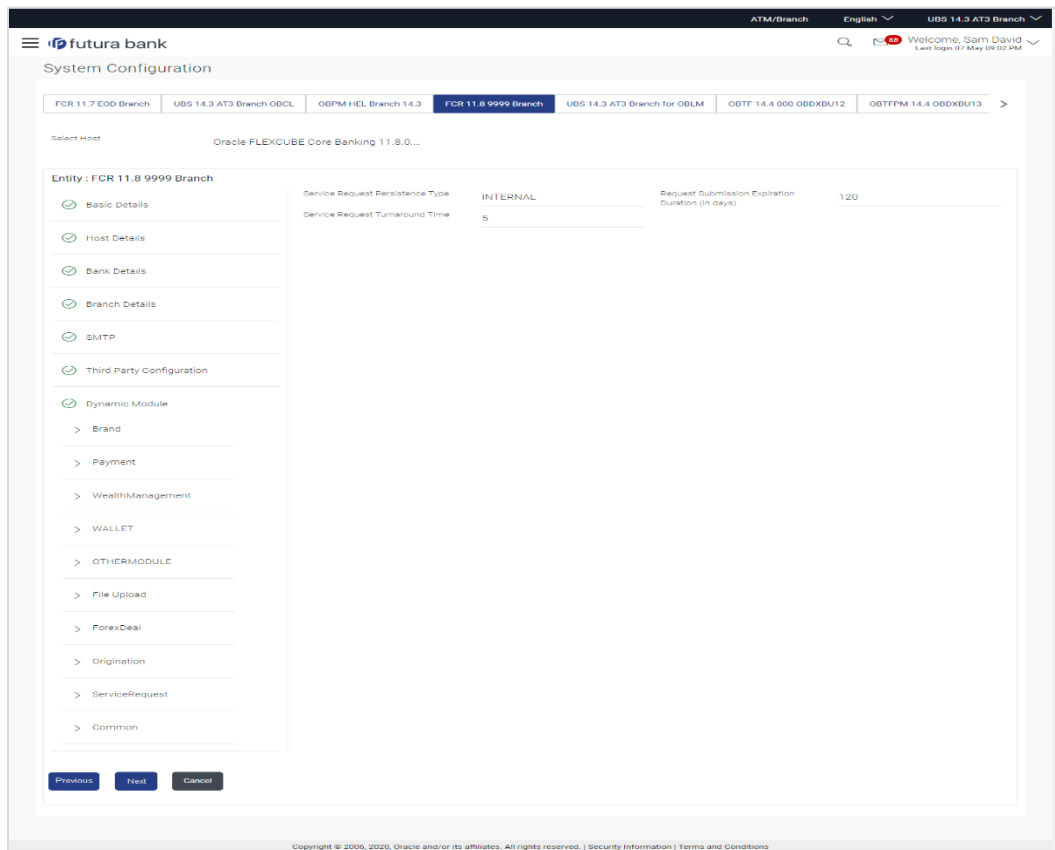 ATM/Branch English UBS 14.3 AT3 Branch
futura bank
88 Welcome, Sam David
Last login 07 May 09:02 PM
System Configuration
FCR 11.7 EOD Branch UBS 14.3 AT3 Branch OBCL OBPM HEL Branch 14.3 FCR 11.8 9999 Branch UBS 14.3 AT3 Branch for OBLM OBTF 14.4 000 OBDXBU12 OBTFPM 14.4 OBDXBU13 >
Select Host Oracle FLEXCUBE Core Banking 11.8.0....
Entity : FCR 11.8 9999 Branch
Service Request Persistence Type INTERNAL
Request Submission Expiration
Duration (In days) 120
Service Request Turnaround Time 5
Basic Details
Host Details
Bank Details
Branch Details
SMTP
Third Party Configuration
Dynamic Module
> Brand
> Payment
> WealthManagement
> WALLET
> OTHERMODULE
> File Upload
> ForexDeal
> Origination
> ServiceRequest
> Common
Previous Next Cancel
Copyright © 2006, 2020, Oracle and/or its affiliates. All rights reserved. | Security Information | Terms and Conditions